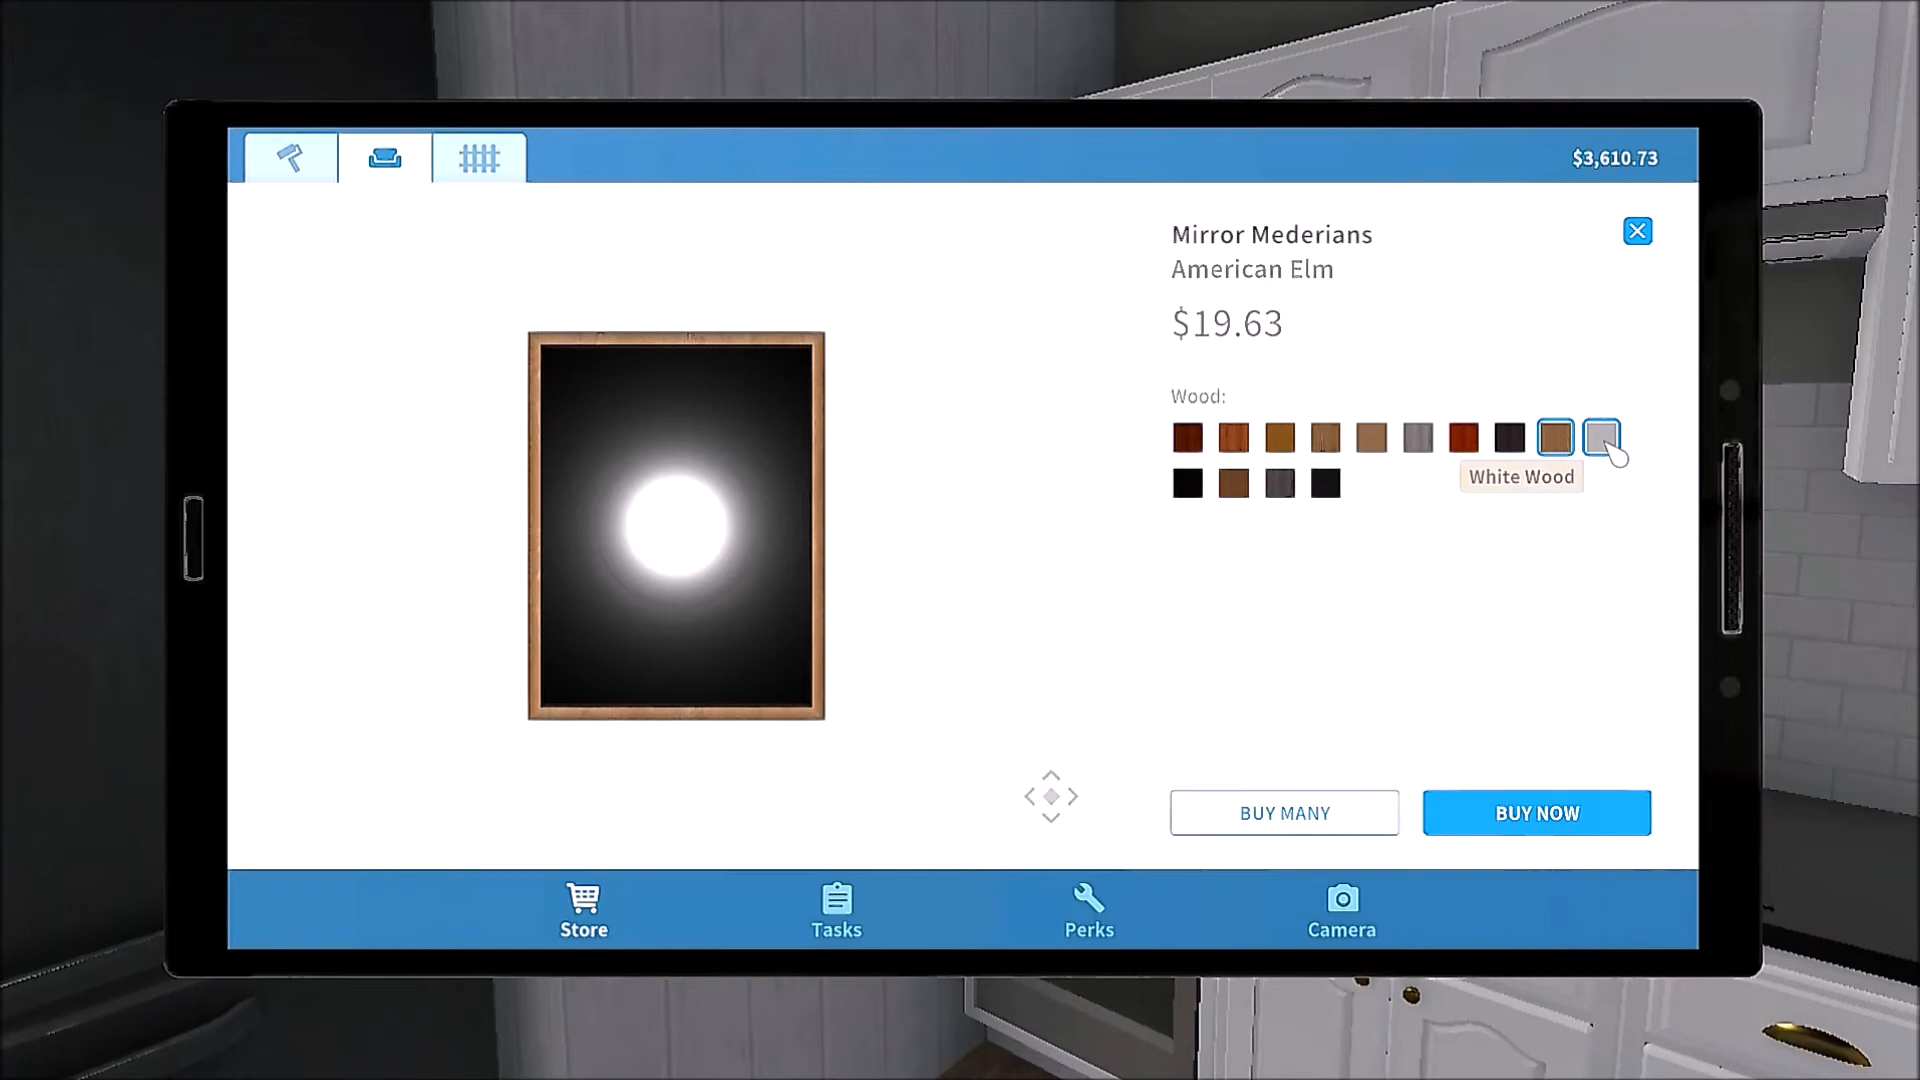 $3,610.73
Mirror Mederians
American Elm
$19.63
Wood:
White Wood
BUY MANY
BUY NOW
Store
Tasks
Perks
Camera